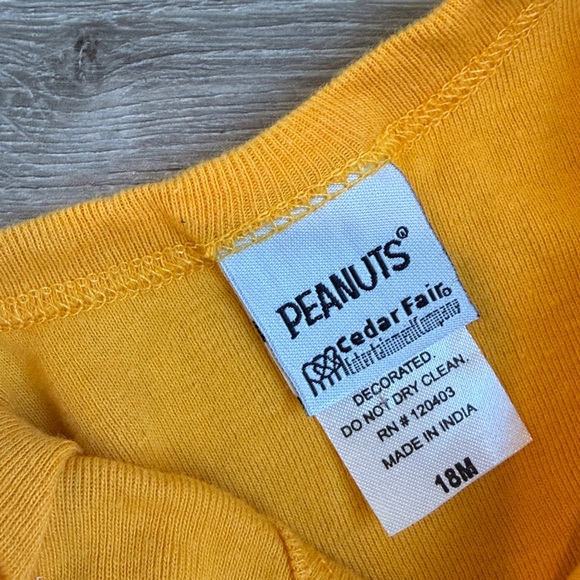 PEANUTS®
Cedar Fair®
Entertainment Company
DECORATED.
DO NOT DRY CLEAN.
RN # 120403
MADE IN INDIA
18M